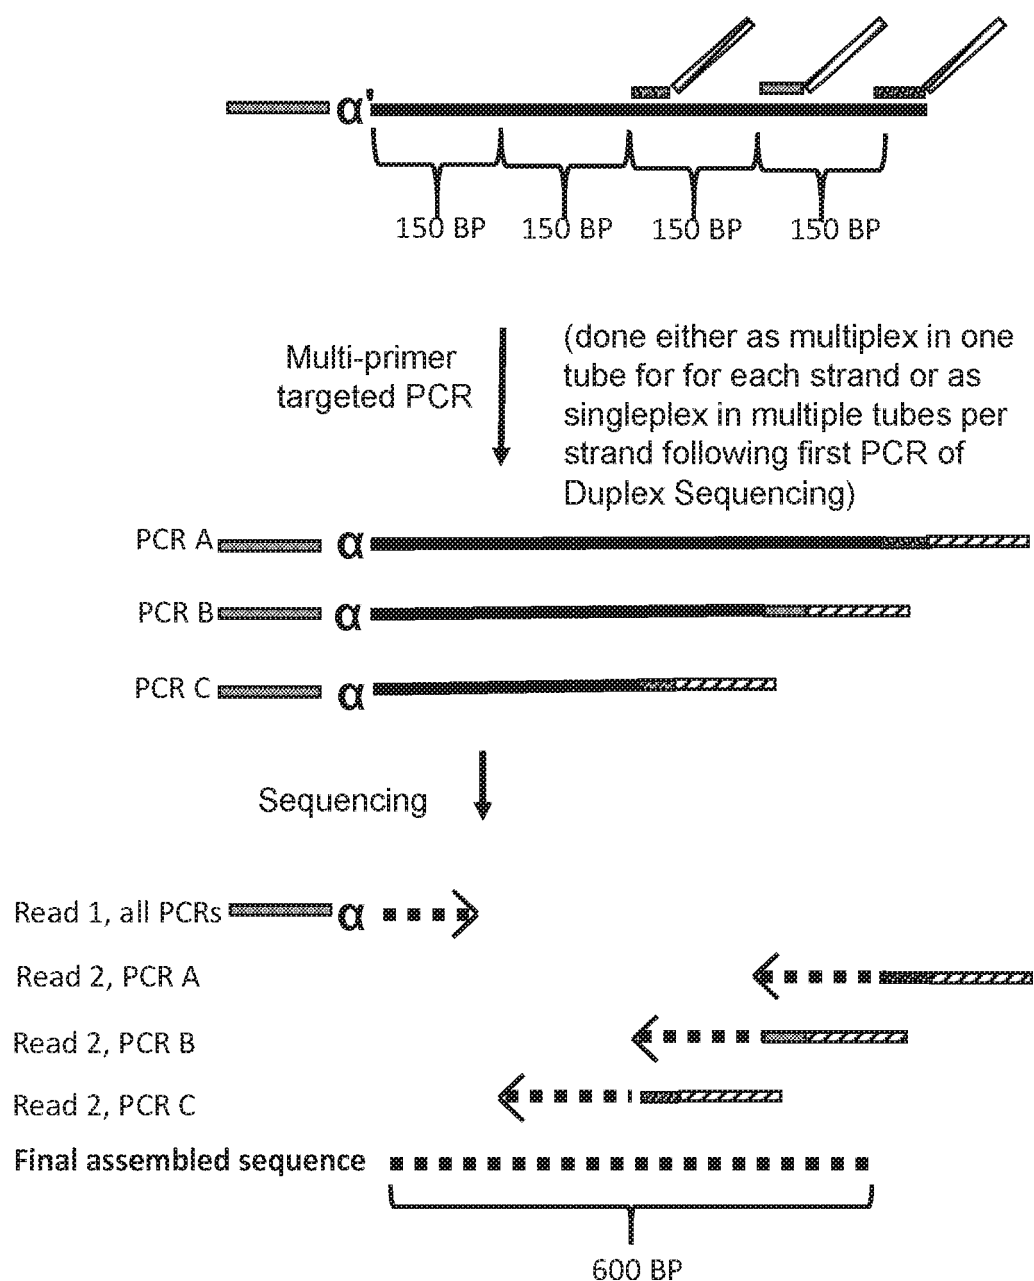 α'
150 BP 150 BP 150 BP 150 BP
Multi-primer
targeted PCR
(done either as multiplex in one
tube for for each strand or as
singleplex in multiple tubes per
strand following first PCR of
Duplex Sequencing)
PCR A α
PCR B α
PCR C α
Sequencing
Read 1, all PCRs α
Read 2, PCR A
Read 2, PCR B
Read 2, PCR C
Final assembled sequence
600 BP